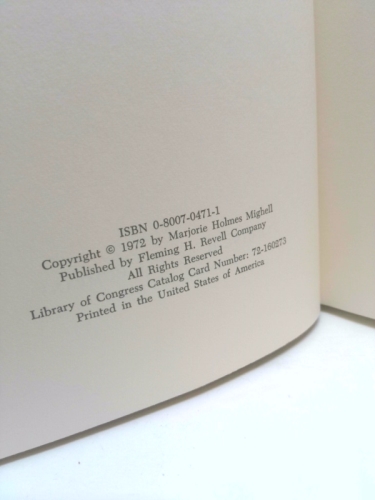 ISBN 0-8007-0471-1
Copyright © 1972 by Marjorie Holmes Mighell
Published by Fleming H. Revell Company
All Rights Reserved
Library of Congress Catalog Card Number: 72-160273
Printed in the United States of America